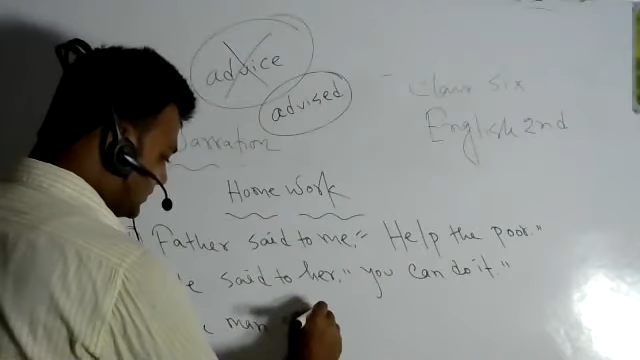 advice
advised
Class Six
English 2nd
Narration
Home Work
Father said to me, "Help the poor."
said to her, "you can do it."
man